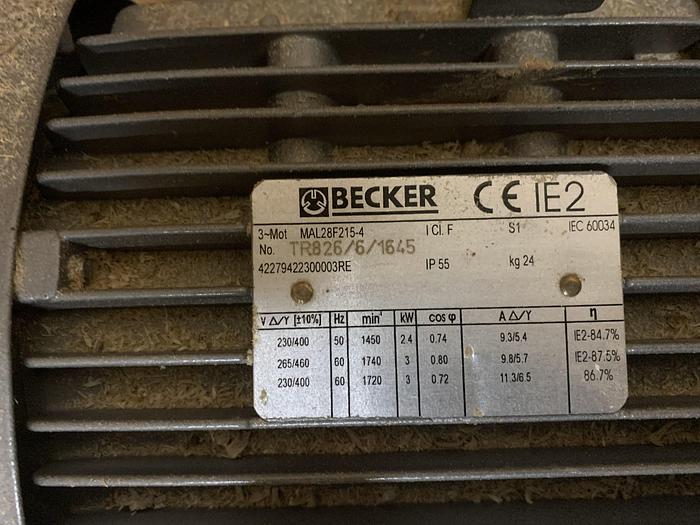 BECKER CE IE2
3~Mot MAL28F215-4 I Cl. F S1 IEC 60034
No. TR826/6/1645
42279422300003RE IP 55 kg 24
V △/Y [±10%] Hz min¹ kW cos φ A △/Y η
230/400 50 1450 2.4 0.74 9.3/5.4 IE2-84.7%
265/460 60 1740 3 0.80 9.8/5.7 IE2-87.5%
230/400 60 1720 3 0.72 11.3/6.5 86.7%